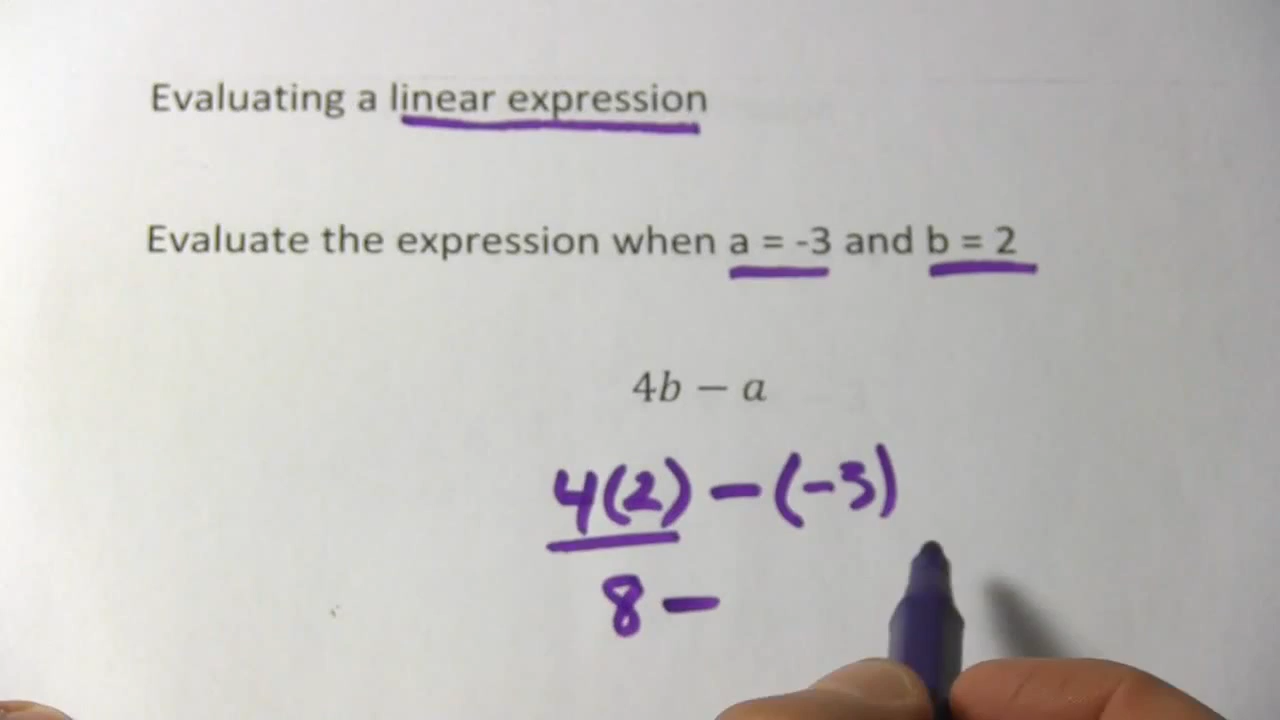 Evaluating a linear expression
Evaluate the expression when a = -3 and b = 2
4b − a
4(2) − (−3)
8 −